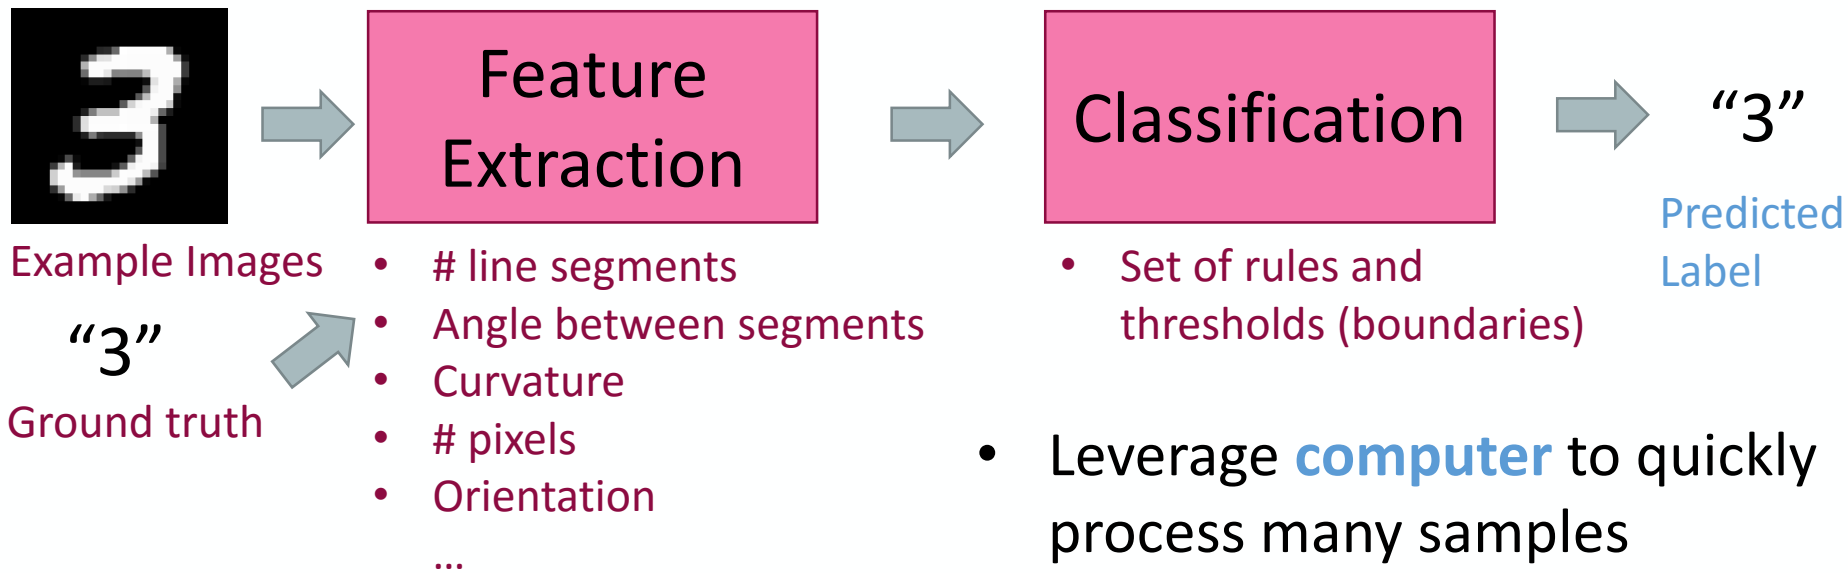 Feature
Extraction
Classification
“3”
Predicted
Label
Example Images
“3”
Ground truth
• # line segments
• Angle between segments
• Curvature
• # pixels
• Orientation
...
• Set of rules and
thresholds (boundaries)
• Leverage computer to quickly
process many samples